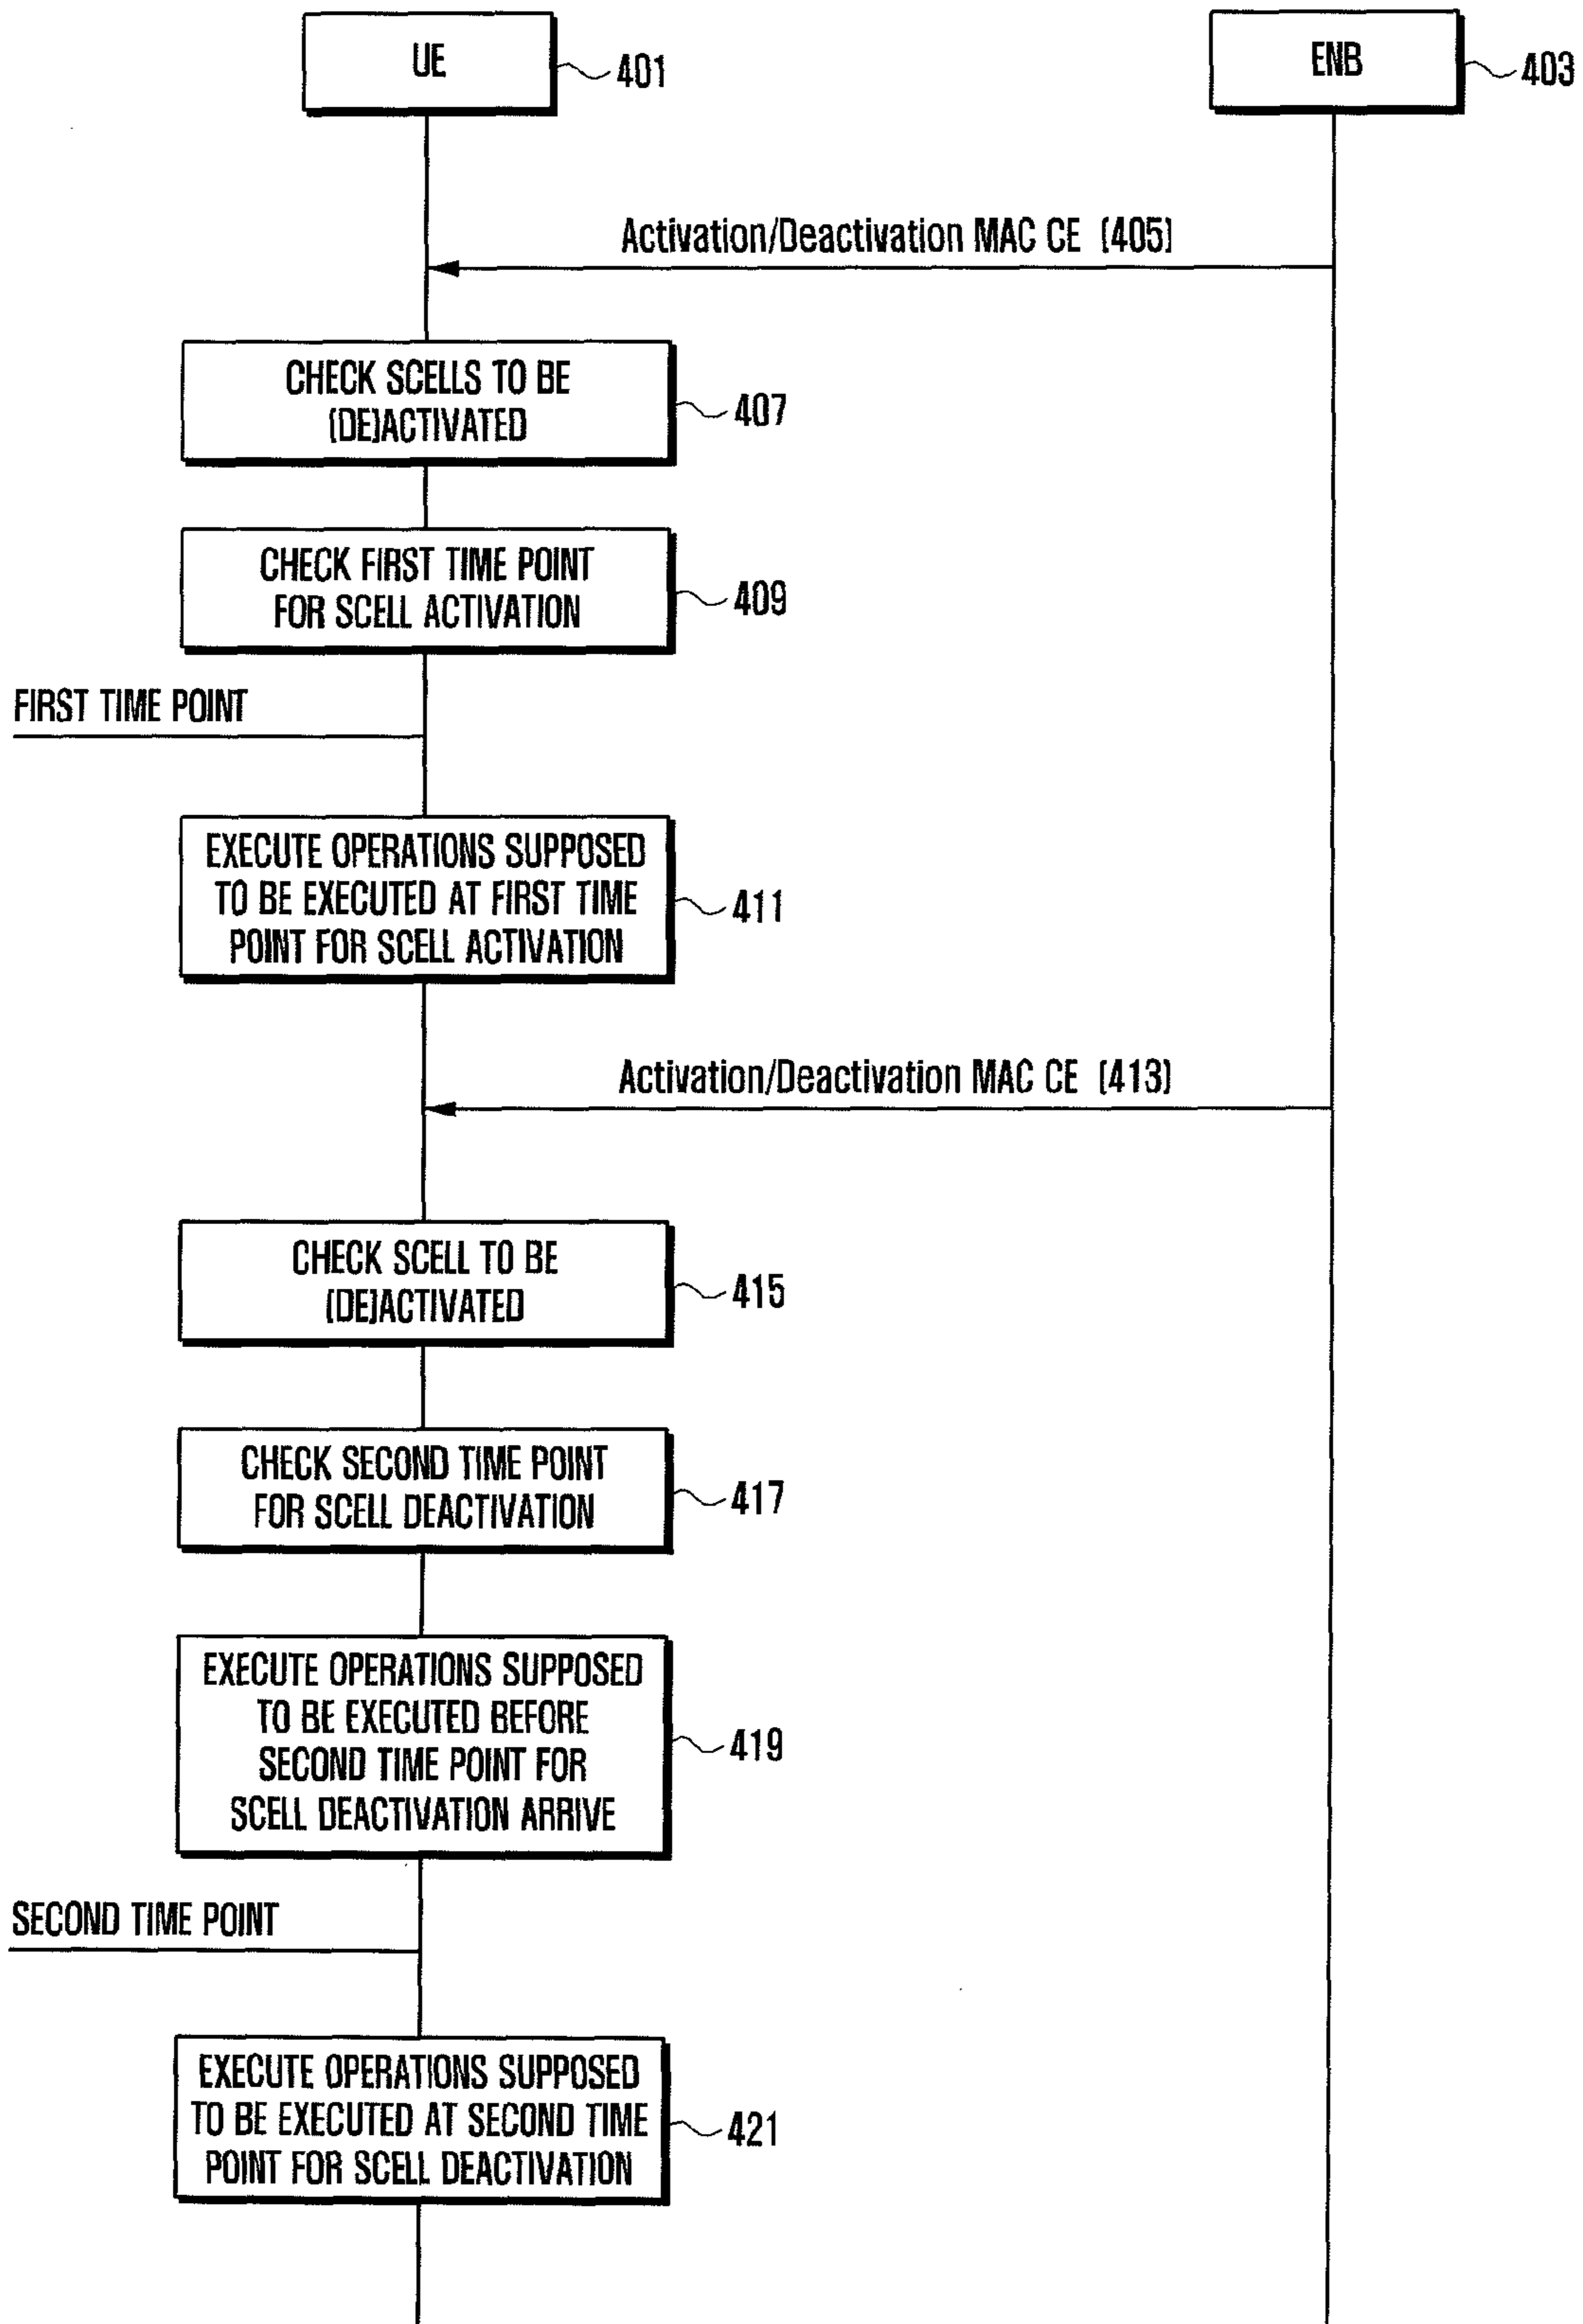 UE
401
ENB
403
Activation/Deactivation MAC CE (405)
CHECK SCELLS TO BE
(DE)ACTIVATED
407
CHECK FIRST TIME POINT
FOR SCELL ACTIVATION
409
FIRST TIME POINT
EXECUTE OPERATIONS SUPPOSED
TO BE EXECUTED AT FIRST TIME
POINT FOR SCELL ACTIVATION
411
Activation/Deactivation MAC CE (413)
CHECK SCELL TO BE
(DE)ACTIVATED
415
CHECK SECOND TIME POINT
FOR SCELL DEACTIVATION
417
EXECUTE OPERATIONS SUPPOSED
TO BE EXECUTED BEFORE
SECOND TIME POINT FOR
SCELL DEACTIVATION ARRIVE
419
SECOND TIME POINT
EXECUTE OPERATIONS SUPPOSED
TO BE EXECUTED AT SECOND TIME
POINT FOR SCELL DEACTIVATION
421